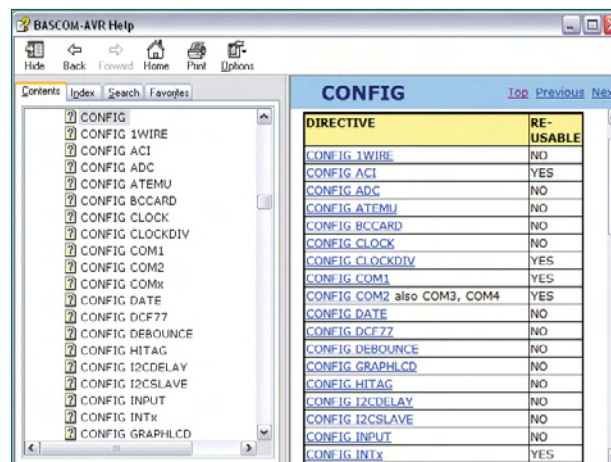 BASCOM-AVR Help
Hide Back Forward Home Print Options
Contents Index Search Favorites
CONFIG
CONFIG 1WIRE
CONFIG ACI
CONFIG ADC
CONFIG ATEMU
CONFIG BCCARD
CONFIG CLOCK
CONFIG CLOCKDIV
CONFIG COM1
CONFIG COM2
CONFIG COMx
CONFIG DATE
CONFIG DCF77
CONFIG DEBOUNCE
CONFIG HITAG
CONFIG I2CDELAY
CONFIG I2CSLAVE
CONFIG INPUT
CONFIG INTx
CONFIG GRAPHLCD
CONFIG Top Previous Nex
DIRECTIVE RE-
USABLE
CONFIG 1WIRE NO
CONFIG ACI YES
CONFIG ADC NO
CONFIG ATEMU NO
CONFIG BCCARD NO
CONFIG CLOCK NO
CONFIG CLOCKDIV YES
CONFIG COM1 YES
CONFIG COM2 also COM3, COM4 YES
CONFIG DATE NO
CONFIG DCF77 NO
CONFIG DEBOUNCE NO
CONFIG GRAPHLCD NO
CONFIG HITAG NO
CONFIG I2CDELAY NO
CONFIG I2CSLAVE NO
CONFIG INPUT NO
CONFIG INTx YES